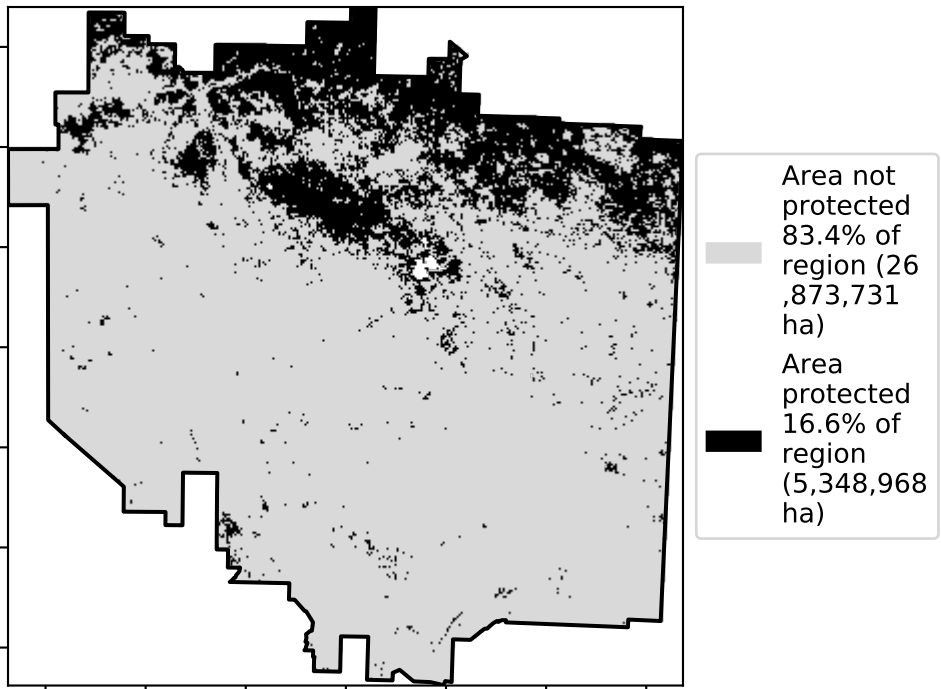 Area not
protected
83.4% of
region (26
,873,731
ha)
Area
protected
16.6% of
region
(5,348,968
ha)